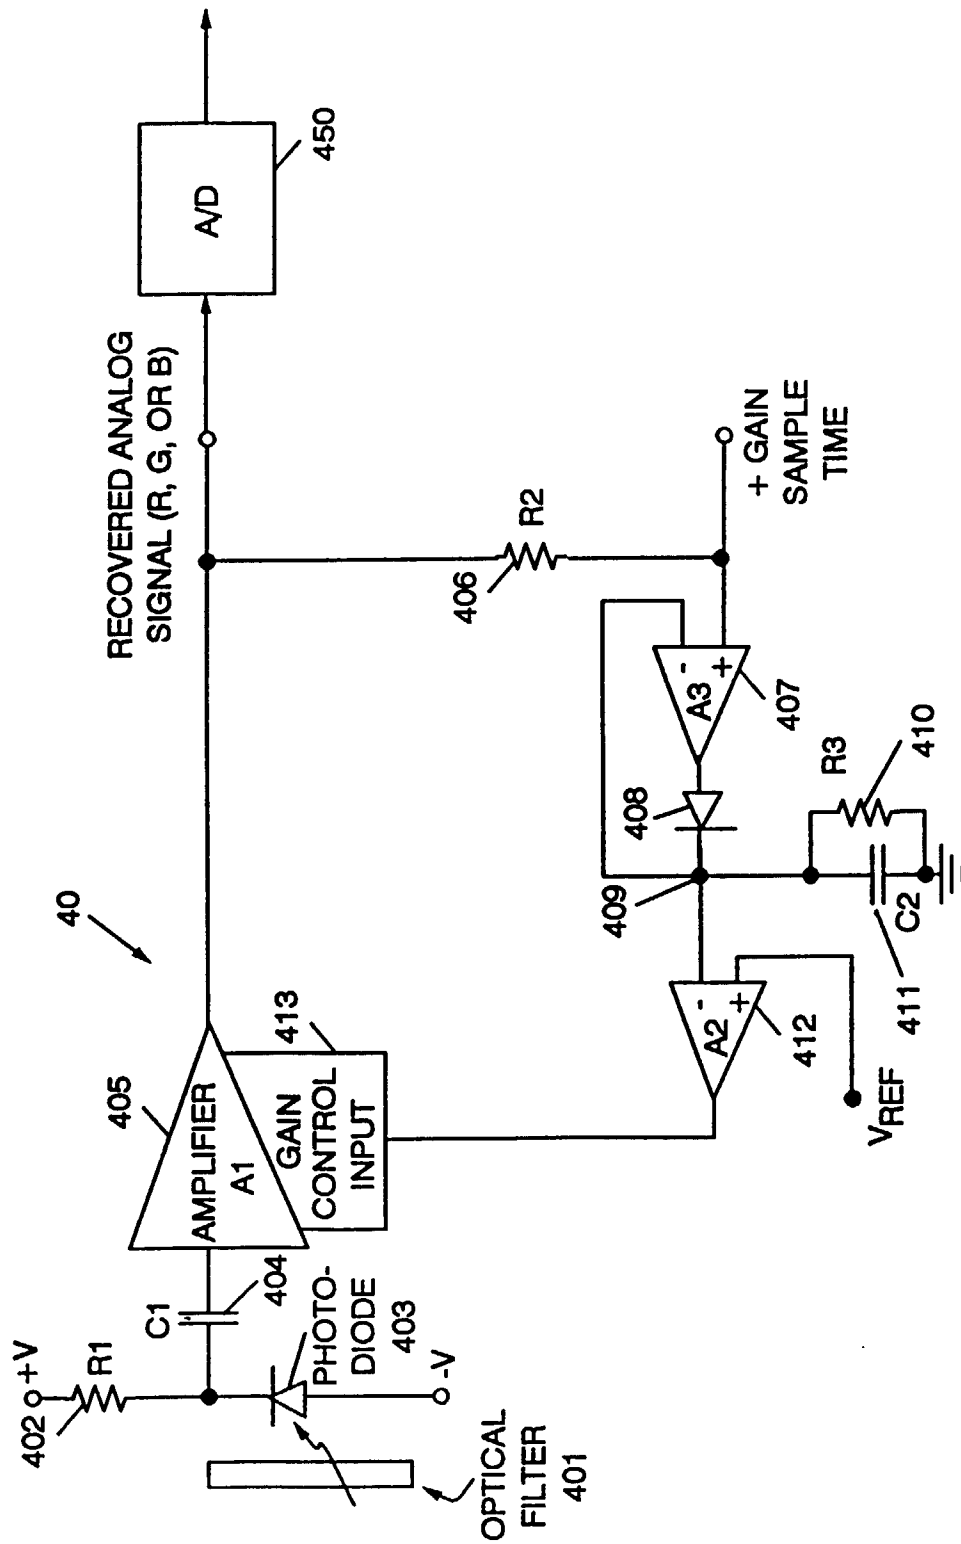 40
402
+V
R1
C1
404
PHOTO-
DIODE
403
-V
OPTICAL
FILTER
401
405
AMPLIFIER
A1
GAIN
CONTROL
INPUT
413
RECOVERED ANALOG
SIGNAL (R, G, OR B)
A/D
450
406
R2
+ GAIN
SAMPLE
TIME
A3
-
+
407
408
409
R3
410
C2
411
A2
-
+
412
VREF